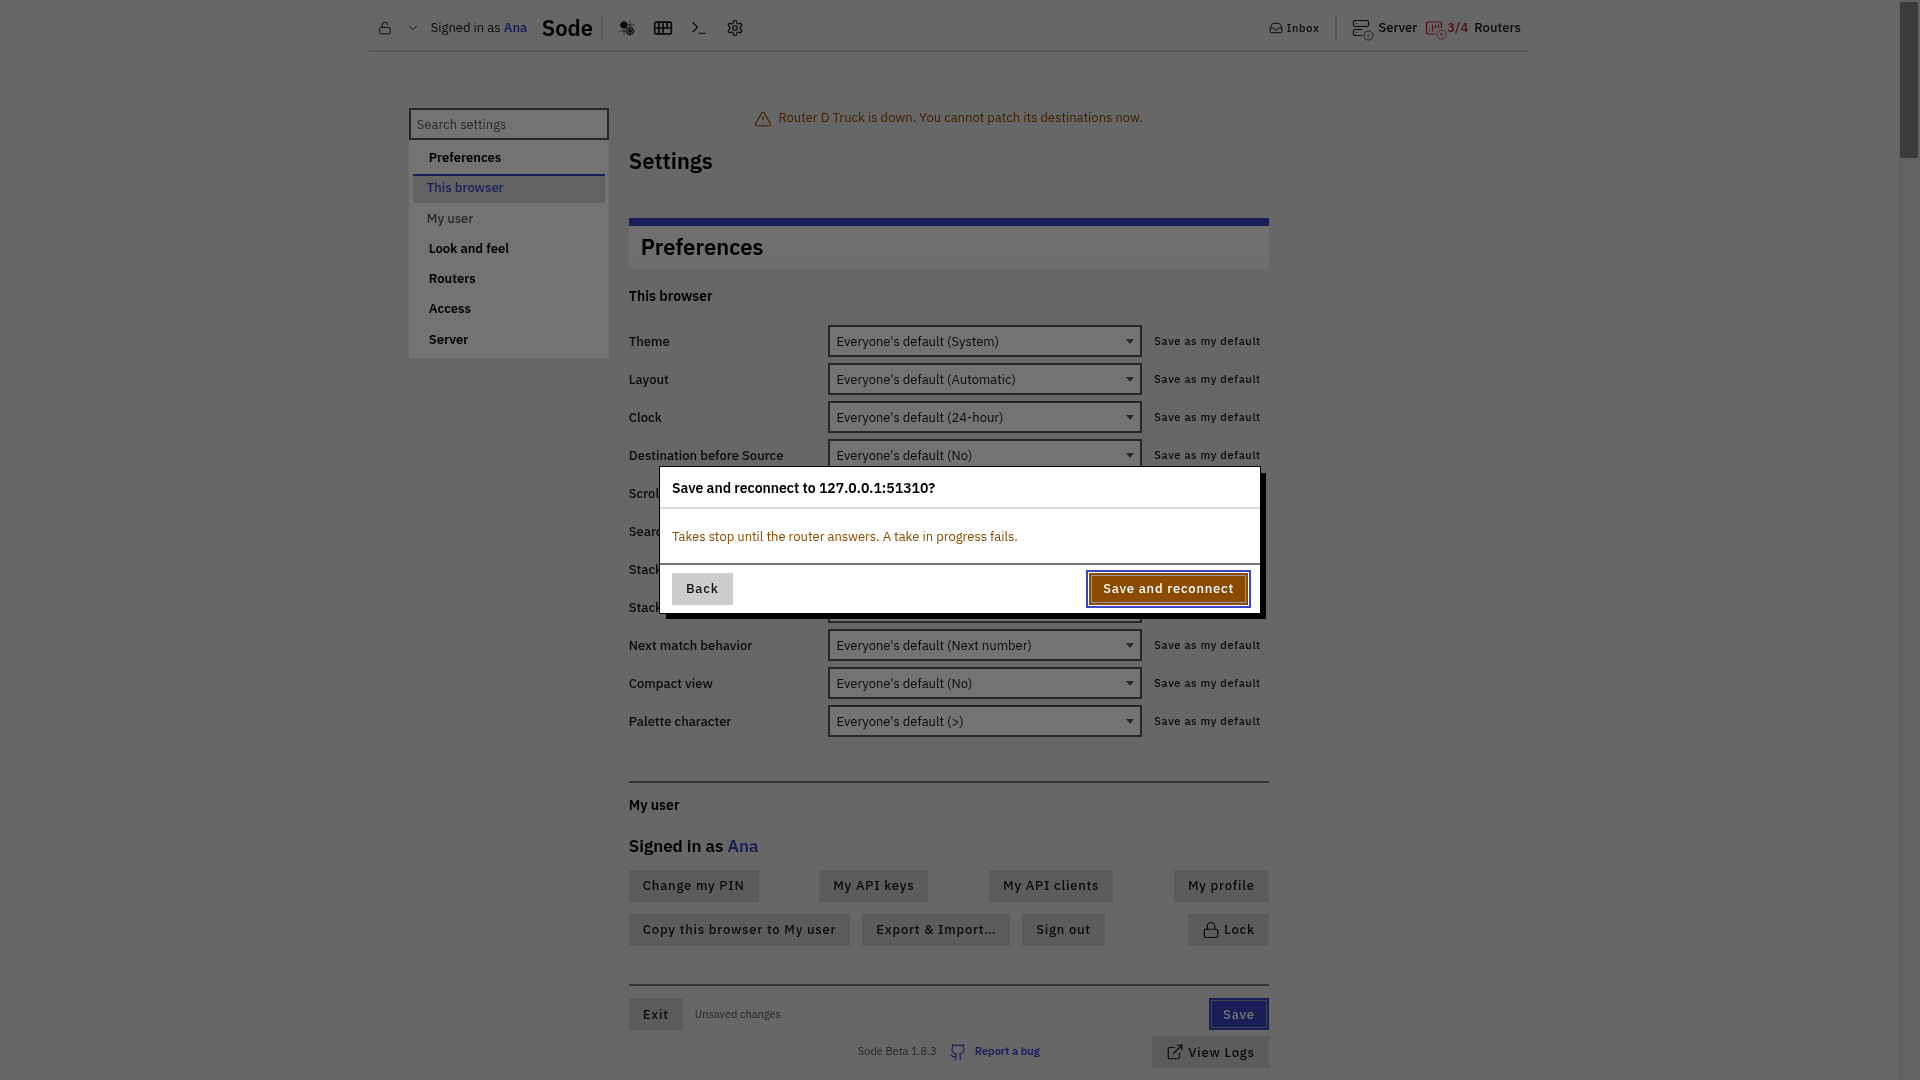 Signed in as Ana
Sode
Inbox
Server
3/4 Routers
Search settings
Preferences
This browser
My user
Look and feel
Routers
Access
Server
Router D Truck is down. You cannot patch its destinations now.
Settings
Preferences
This browser
Theme
Everyone's default (System)
Save as my default
Layout
Everyone's default (Automatic)
Save as my default
Clock
Everyone's default (24-hour)
Save as my default
Destination before Source
Everyone's default (No)
Save as my default
Save and reconnect to 127.0.0.1:51310?
Takes stop until the router answers. A take in progress fails.
Back
Save and reconnect
Next match behavior
Everyone's default (Next number)
Save as my default
Compact view
Everyone's default (No)
Save as my default
Palette character
Everyone's default (>)
Save as my default
My user
Signed in as Ana
Change my PIN
My API keys
My API clients
My profile
Copy this browser to My user
Export & Import...
Sign out
Lock
Exit
Unsaved changes
Save
Sode Beta 1.8.3
Report a bug
View Logs